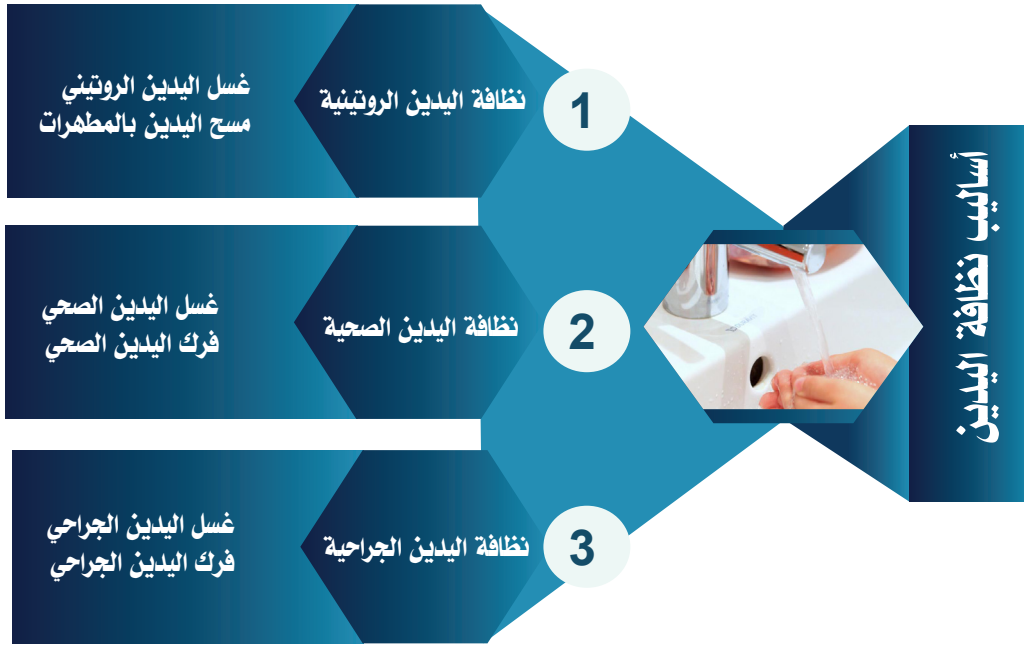 أساليب نظافة اليدين
1
نظافة اليدين الروتينية
غسل اليدين الروتيني
مسح اليدين بالمطهرات
2
نظافة اليدين الصحية
غسل اليدين الصحي
فرك اليدين الصحي
3
نظافة اليدين الجراحية
غسل اليدين الجراحي
فرك اليدين الجراحي